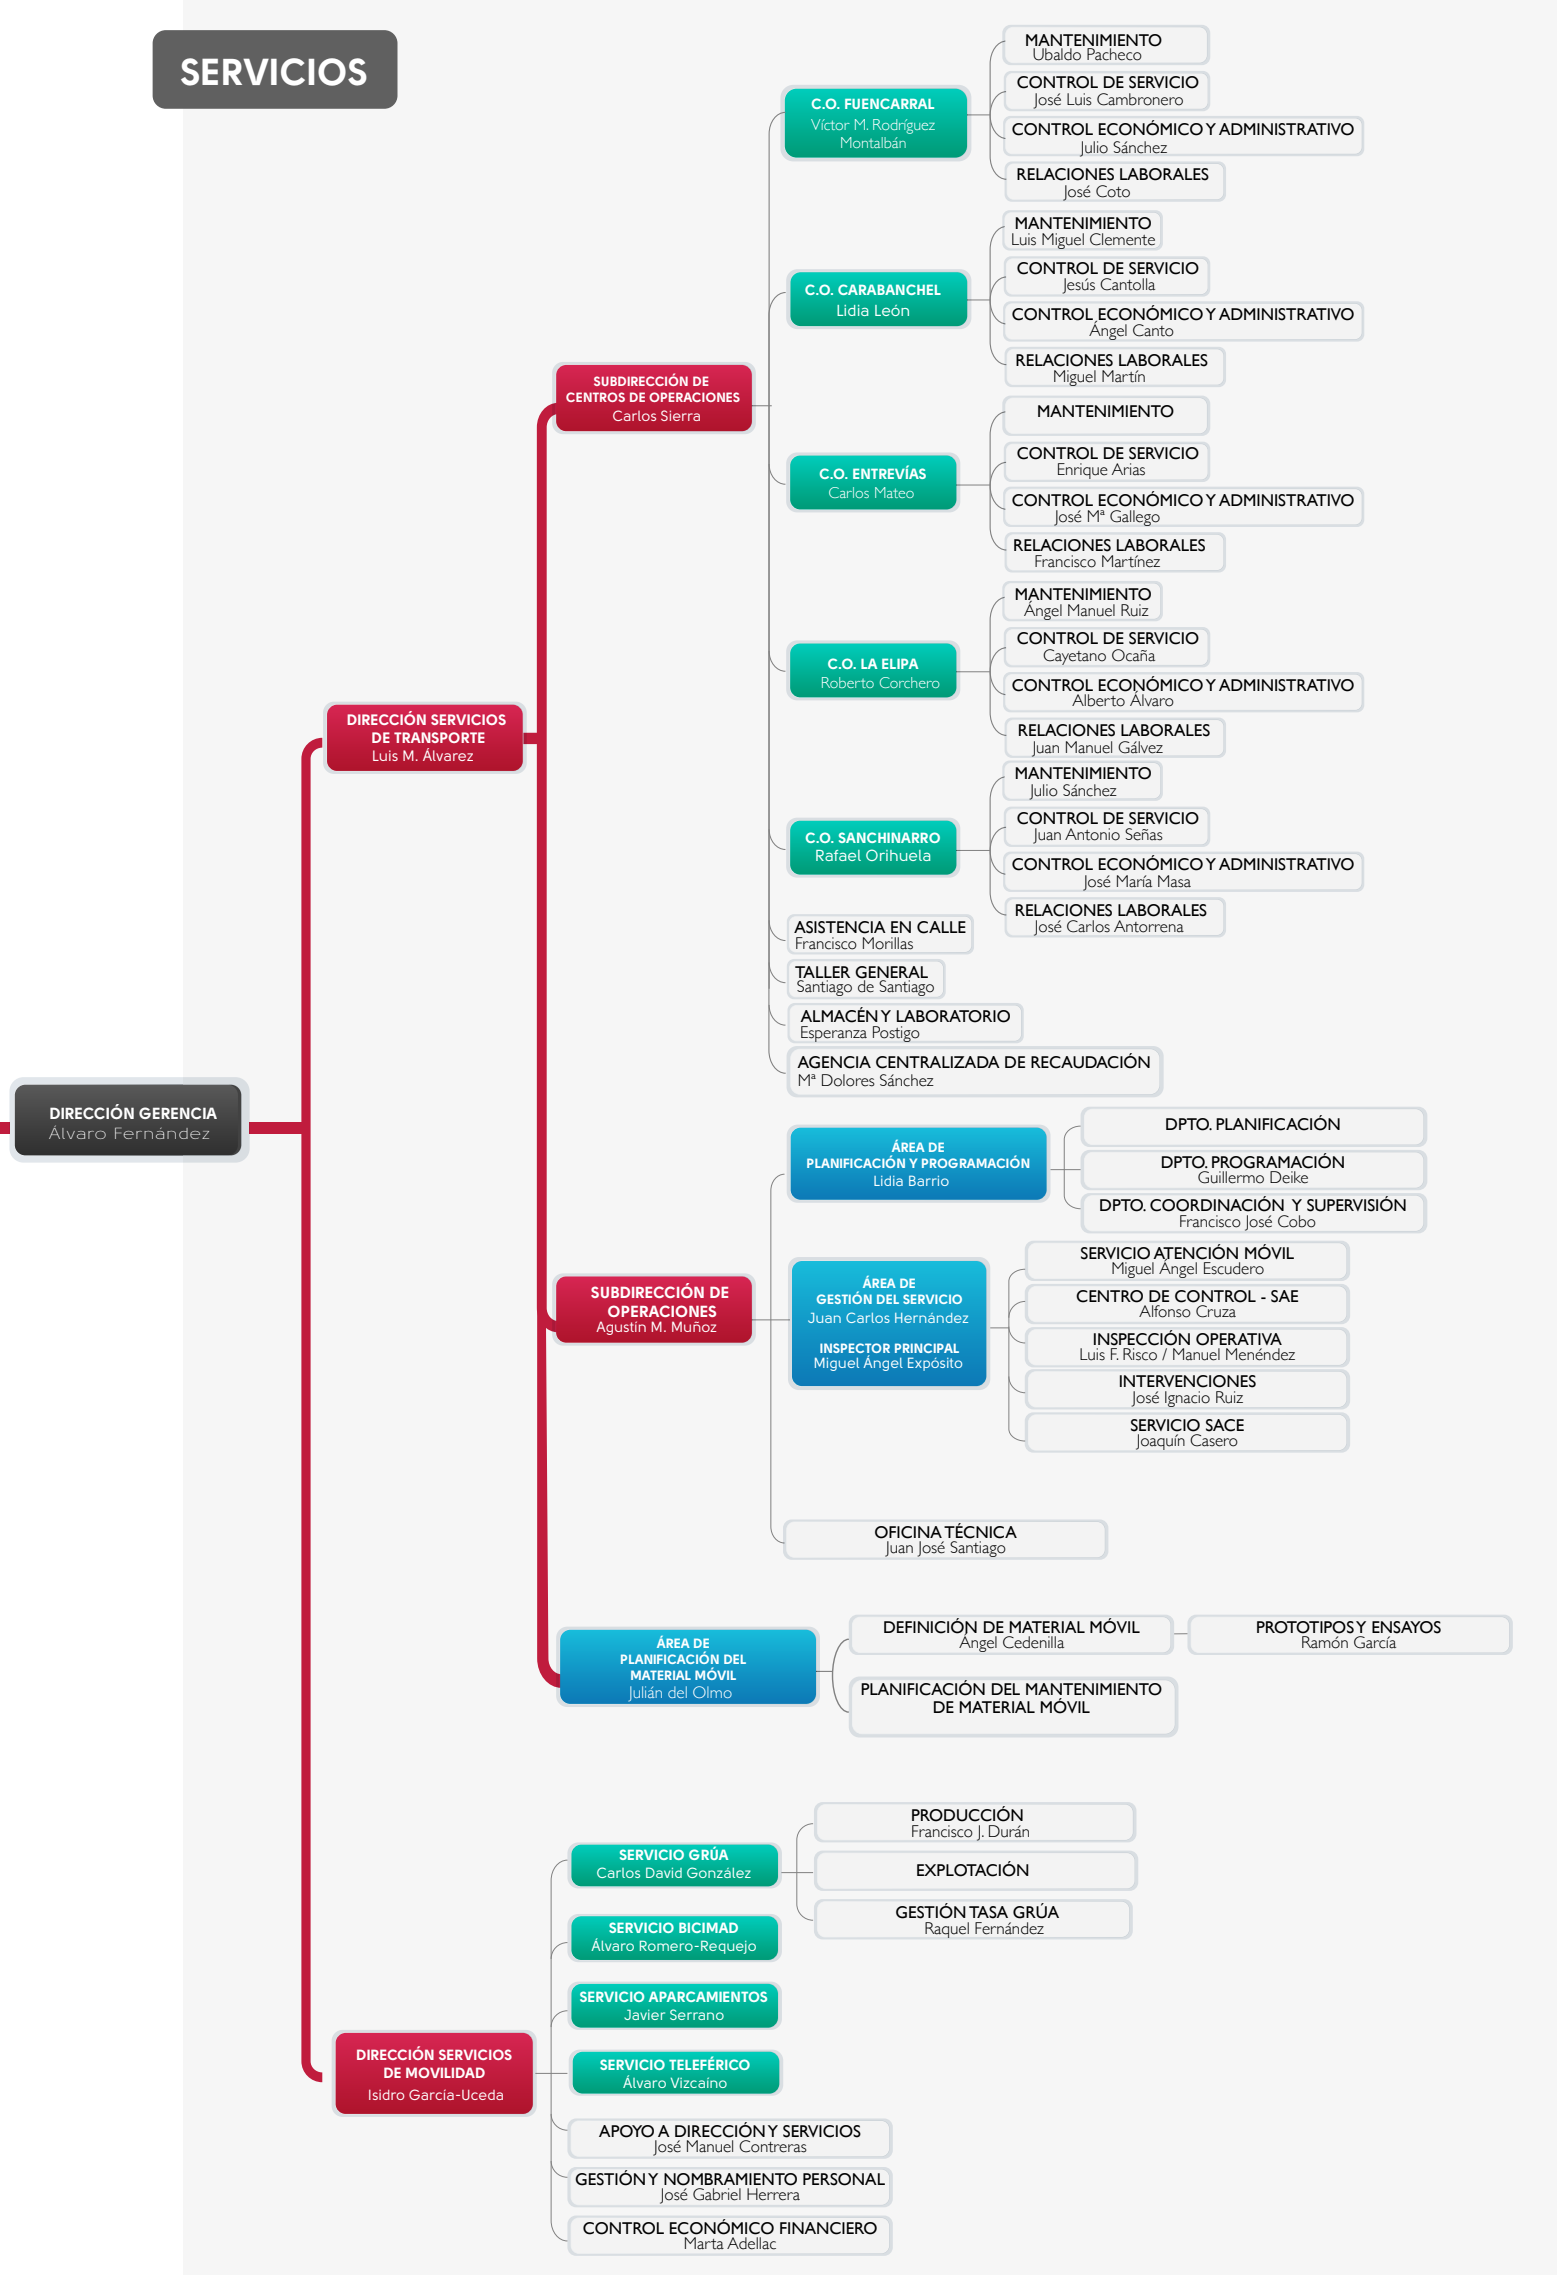 SERVICIOS
DIRECCIÓN GERENCIA
Álvaro Fernández
DIRECCIÓN SERVICIOS
DE TRANSPORTE
Luis M. Álvarez
SUBDIRECCIÓN DE
CENTROS DE OPERACIONES
Carlos Sierra
C.O. FUENCARRAL
Víctor M. Rodríguez
Montalbán
MANTENIMIENTO
Ubaldo Pacheco
CONTROL DE SERVICIO
José Luis Cambronero
CONTROL ECONÓMICO Y ADMINISTRATIVO
Julio Sánchez
RELACIONES LABORALES
José Coto
C.O. CARABANCHEL
Lidia León
MANTENIMIENTO
Luis Miguel Clemente
CONTROL DE SERVICIO
Jesús Cantolla
CONTROL ECONÓMICO Y ADMINISTRATIVO
Ángel Canto
RELACIONES LABORALES
Miguel Martín
C.O. ENTREVÍAS
Carlos Mateo
MANTENIMIENTO
CONTROL DE SERVICIO
Enrique Arias
CONTROL ECONÓMICO Y ADMINISTRATIVO
José Mª Gallego
RELACIONES LABORALES
Francisco Martínez
C.O. LA ELIPA
Roberto Corchero
MANTENIMIENTO
Ángel Manuel Ruiz
CONTROL DE SERVICIO
Cayetano Ocaña
CONTROL ECONÓMICO Y ADMINISTRATIVO
Alberto Álvaro
RELACIONES LABORALES
Juan Manuel Gálvez
C.O. SANCHINARRO
Rafael Orihuela
MANTENIMIENTO
Julio Sánchez
CONTROL DE SERVICIO
Juan Antonio Señas
CONTROL ECONÓMICO Y ADMINISTRATIVO
José María Masa
RELACIONES LABORALES
José Carlos Antorrena
ASISTENCIA EN CALLE
Francisco Morillas
TALLER GENERAL
Santiago de Santiago
ALMACÉN Y LABORATORIO
Esperanza Postigo
AGENCIA CENTRALIZADA DE RECAUDACIÓN
Mª Dolores Sánchez
SUBDIRECCIÓN DE
OPERACIONES
Agustín M. Muñoz
ÁREA DE
PLANIFICACIÓN Y PROGRAMACIÓN
Lidia Barrio
DPTO. PLANIFICACIÓN
DPTO. PROGRAMACIÓN
Guillermo Deike
DPTO. COORDINACIÓN Y SUPERVISIÓN
Francisco José Cobo
ÁREA DE
GESTIÓN DEL SERVICIO
Juan Carlos Hernández
INSPECTOR PRINCIPAL
Miguel Ángel Expósito
SERVICIO ATENCIÓN MÓVIL
Miguel Ángel Escudero
CENTRO DE CONTROL - SAE
Alfonso Cruza
INSPECCIÓN OPERATIVA
Luis F. Risco / Manuel Menéndez
INTERVENCIONES
José Ignacio Ruiz
SERVICIO SACE
Joaquín Casero
OFICINA TÉCNICA
Juan José Santiago
ÁREA DE
PLANIFICACIÓN DEL
MATERIAL MÓVIL
Julián del Olmo
DEFINICIÓN DE MATERIAL MÓVIL
Ángel Cedenilla
PROTOTIPOS Y ENSAYOS
Ramón García
PLANIFICACIÓN DEL MANTENIMIENTO
DE MATERIAL MÓVIL
DIRECCIÓN SERVICIOS
DE MOVILIDAD
Isidro García-Uceda
SERVICIO GRÚA
Carlos David González
PRODUCCIÓN
Francisco J. Durán
EXPLOTACIÓN
GESTIÓN TASA GRÚA
Raquel Fernández
SERVICIO BICIMAD
Álvaro Romero-Requejo
SERVICIO APARCAMIENTOS
Javier Serrano
SERVICIO TELEFÉRICO
Álvaro Vizcaíno
APOYO A DIRECCIÓN Y SERVICIOS
José Manuel Contreras
GESTIÓN Y NOMBRAMIENTO PERSONAL
José Gabriel Herrera
CONTROL ECONÓMICO FINANCIERO
Marta Adellac